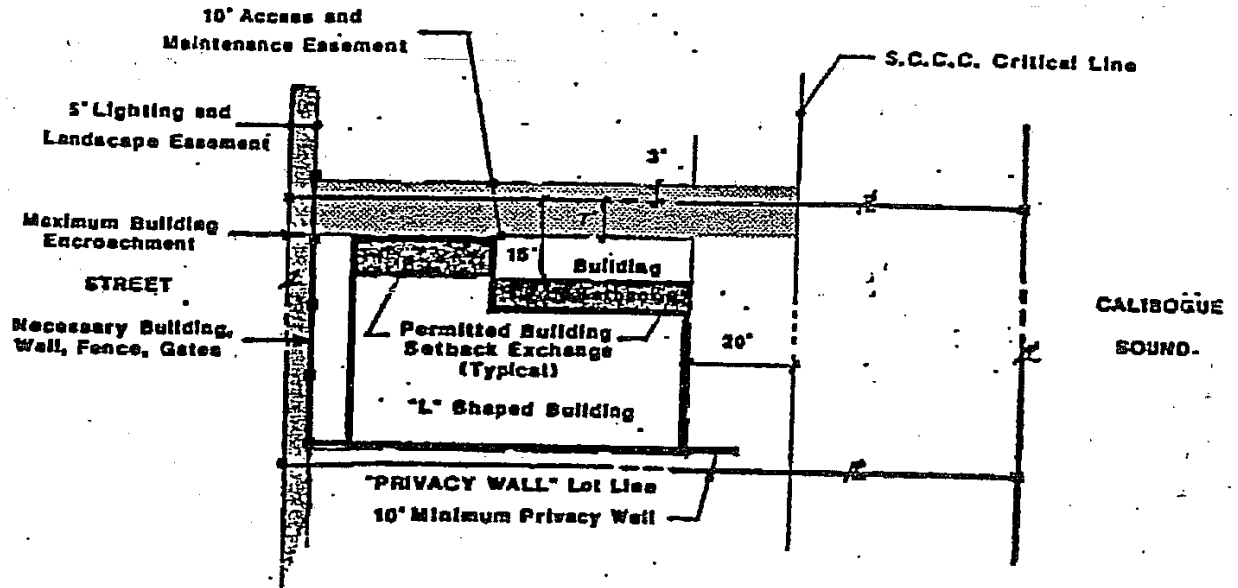 10' Access and
Maintenance Easement
S.C.C.C. Critical Line
5' Lighting and
Landscape Easement
3'
Maximum Building
Encroachment
7'
15'
Building
STREET
CALIBOGUE
SOUND
Necessary Building,
Wall, Fence, Gates
Permitted Building
Setback Exchange
(Typical)
20'
"L" Shaped Building
"PRIVACY WALL" Lot Line
10' Minimum Privacy Wall